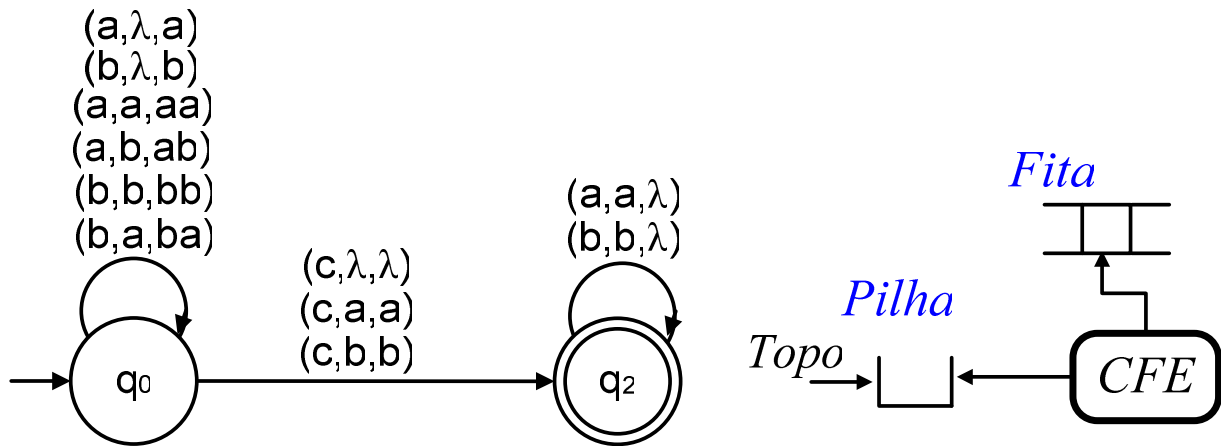 (a,λ,a)
(b,λ,b)
(a,a,aa)
(a,b,ab)
(b,b,bb)
(b,a,ba)
q0
(c,λ,λ)
(c,a,a)
(c,b,b)
(a,a,λ)
(b,b,λ)
q2
Fita
Pilha
Topo
CFE